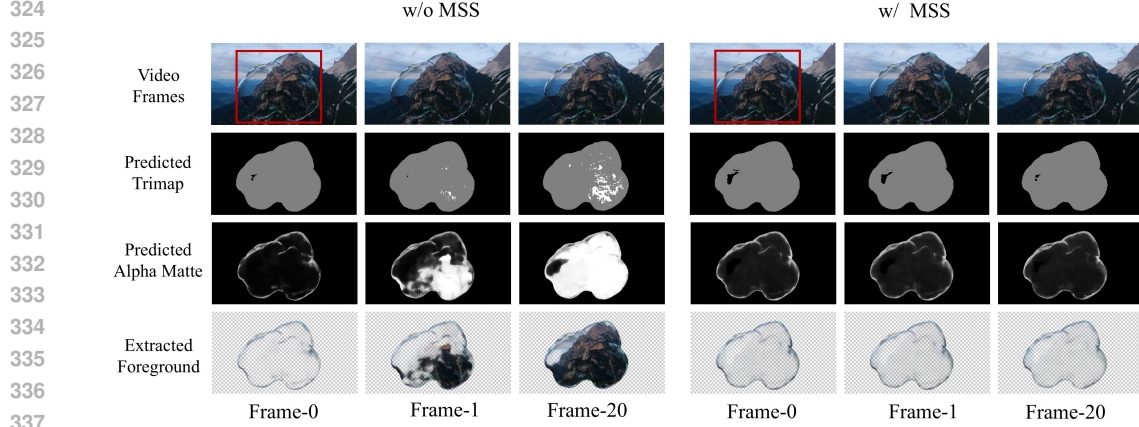 324
w/o MSS w/ MSS
325
326
Video
Frames
327
328
329
Predicted
Trimap
330
331
332
Predicted
Alpha Matte
333
334
335
Extracted
Foreground
336
Frame-0 Frame-1 Frame-20 Frame-0 Frame-1 Frame-20
337